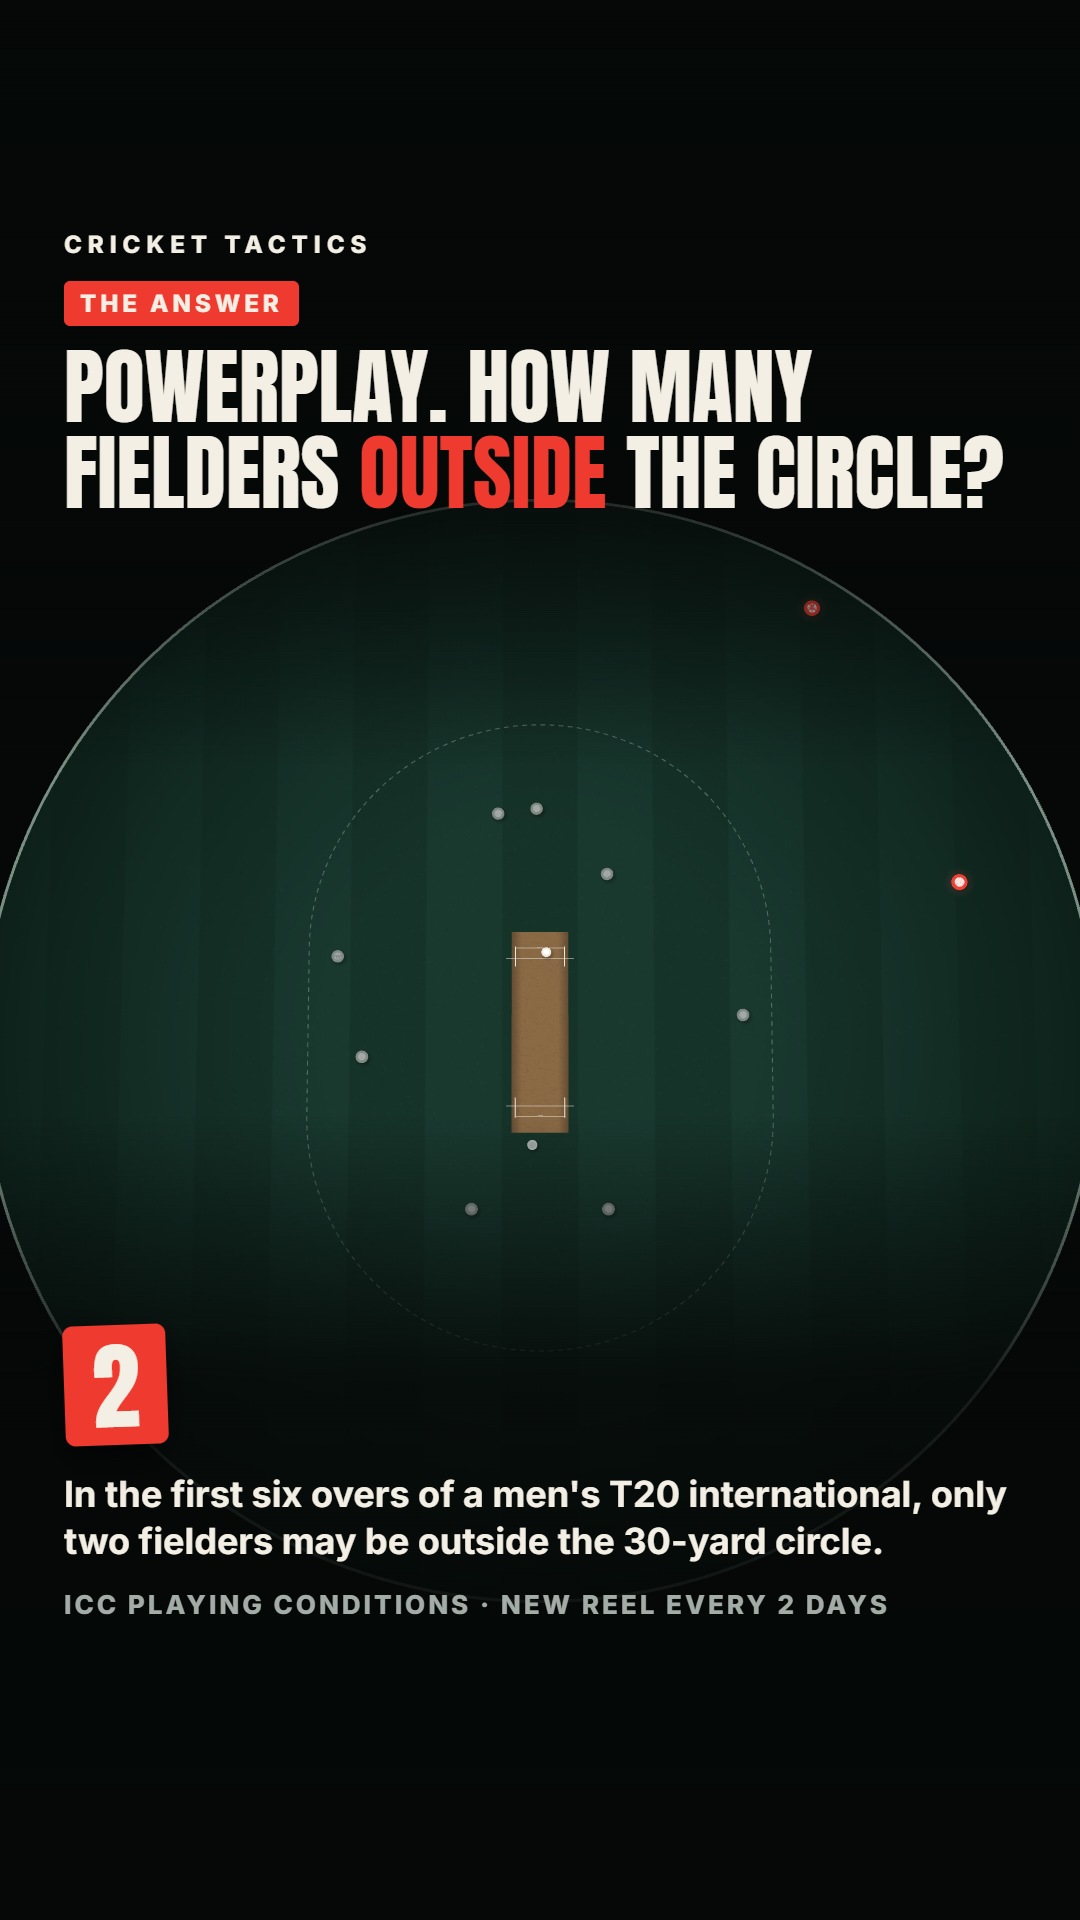 CRICKET TACTICS
THE ANSWER
POWERPLAY. HOW MANY
FIELDERS OUTSIDE THE CIRCLE?
2
In the first six overs of a men's T20 international, only
two fielders may be outside the 30-yard circle.
ICC PLAYING CONDITIONS · NEW REEL EVERY 2 DAYS